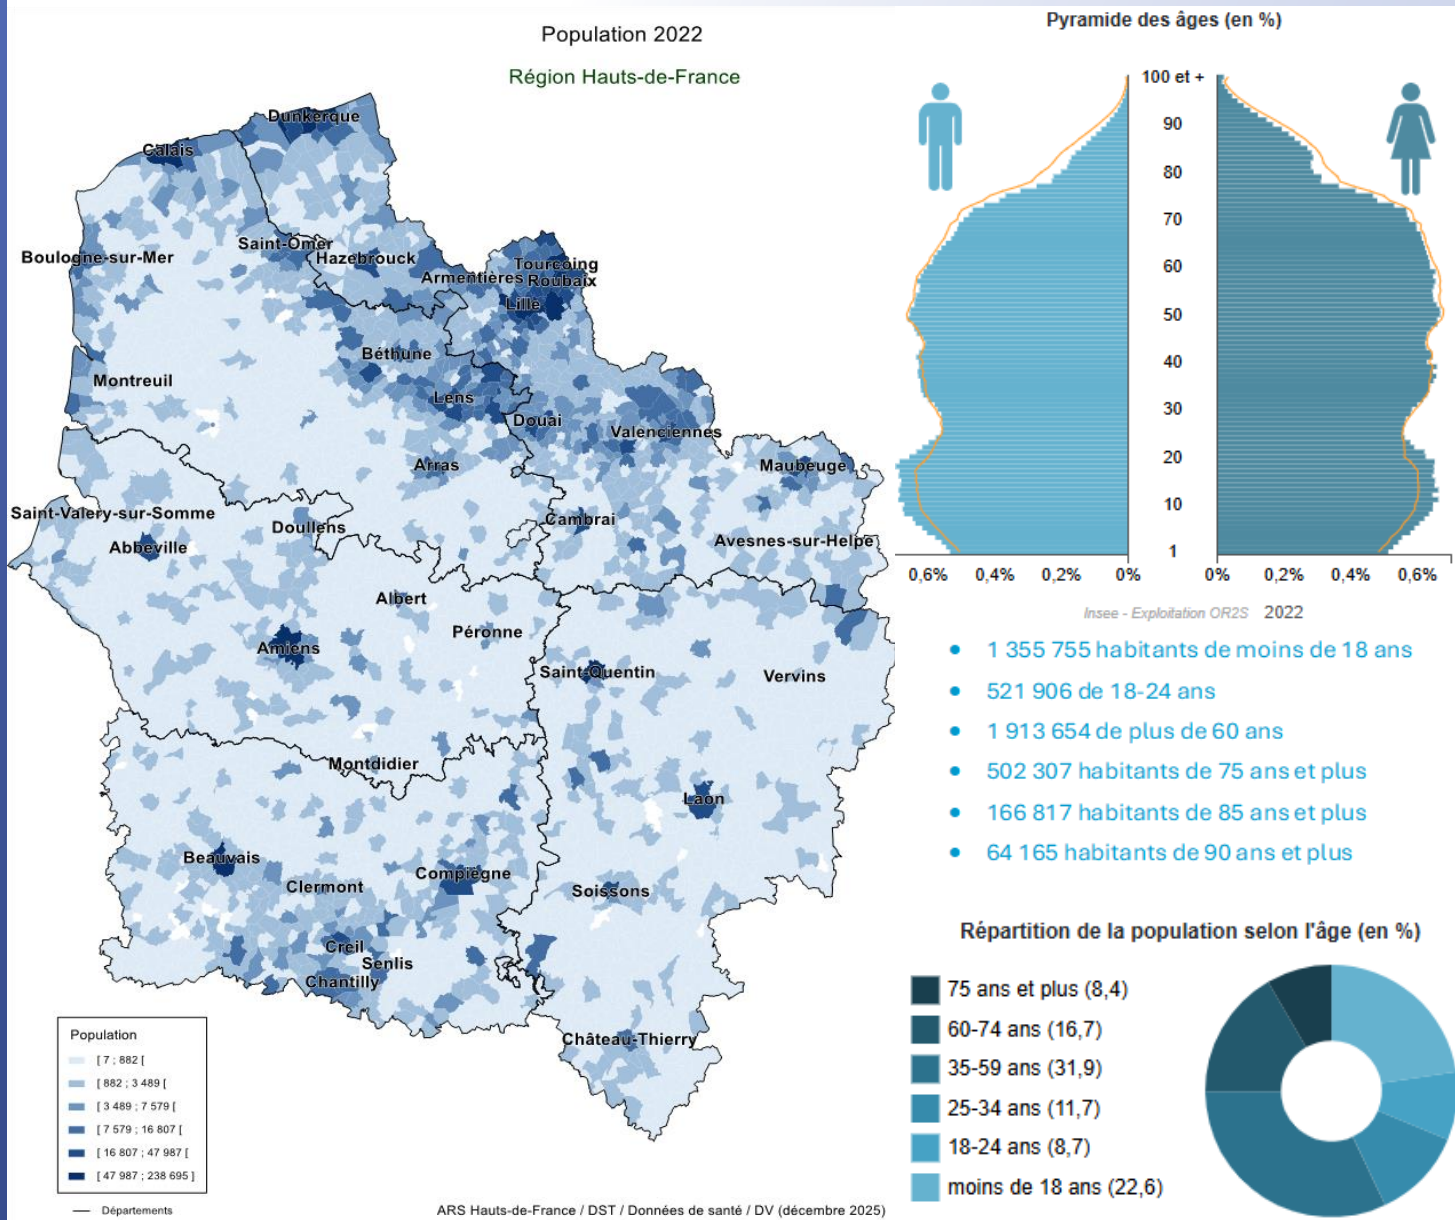 Population 2022
Région Hauts-de-France
Dunkerque
Calais
Saint-Omer
Boulogne-sur-Mer
Hazebrouck
Tourcoing
Armentières
Roubaix
Lille
Béthune
Montreuil
Lens
Douai
Valenciennes
Arras
Maubeuge
Saint-Valery-sur-Somme
Doullens
Cambrai
Abbeville
Avesnes-sur-Helpe
Albert
Péronne
Amiens
Saint-Quentin
Vervins
Montdidier
Laon
Beauvais
Clermont
Compiègne
Soissons
Creil
Senlis
Chantilly
Château-Thierry
Population
[ 7 ; 882 [
[ 882 ; 3 489 [
[ 3 489 ; 7 579 [
[ 7 579 ; 16 807 [
[ 16 807 ; 47 987 [
[ 47 987 ; 238 695 ]
Départements
ARS Hauts-de-France / DST / Données de santé / DV (décembre 2025)
Pyramide des âges (en %)
100 et +
90
80
70
60
50
40
30
20
10
1
0,6% 0,4% 0,2% 0% 0% 0,2% 0,4% 0,6%
Insee - Exploitation OR2S 2022
• 1 355 755 habitants de moins de 18 ans
• 521 906 de 18-24 ans
• 1 913 654 de plus de 60 ans
• 502 307 habitants de 75 ans et plus
• 166 817 habitants de 85 ans et plus
• 64 165 habitants de 90 ans et plus
Répartition de la population selon l'âge (en %)
75 ans et plus (8,4)
60-74 ans (16,7)
35-59 ans (31,9)
25-34 ans (11,7)
18-24 ans (8,7)
moins de 18 ans (22,6)